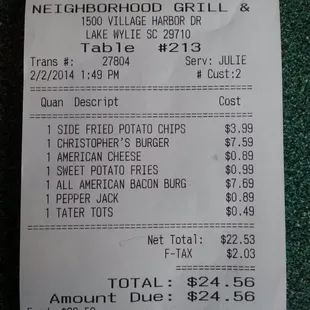 NEIGHBORHOOD GRILL &
1500 VILLAGE HARBOR DR
LAKE WYLIE SC 29710
Table #213
Trans #: 27804 Serv: JULIE
2/2/2014 1:49 PM # Cust:2
Quan Descript Cost
1 SIDE FRIED POTATO CHIPS $3.99
1 CHRISTOPHER'S BURGER $7.59
1 AMERICAN CHEESE $0.89
1 SWEET POTATO FRIES $0.99
1 ALL AMERICAN BACON BURG $7.69
1 PEPPER JACK $0.89
1 TATER TOTS $0.49
Net Total: $22.53
F-TAX $2.03
TOTAL: $24.56
Amount Due: $24.56